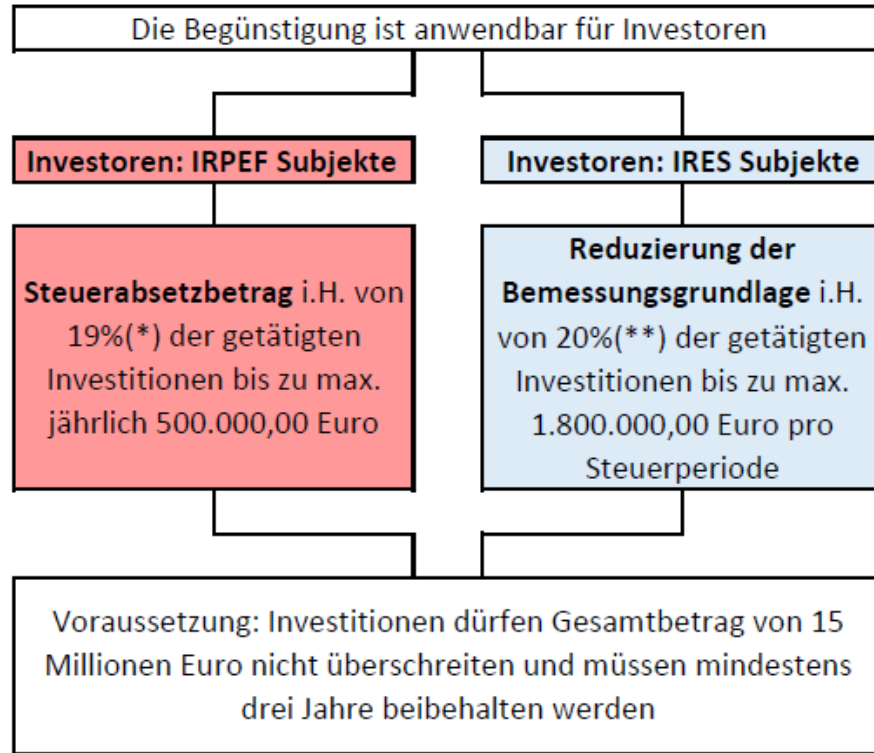 Die Begünstigung ist anwendbar für Investoren
Investoren: IRPEF Subjekte
Investoren: IRES Subjekte
Steuerabsetzbetrag i.H. von
19%(*) der getätigten
Investitionen bis zu max.
jährlich 500.000,00 Euro
Reduzierung der
Bemessungsgrundlage i.H.
von 20%(**) der getätigten
Investitionen bis zu max.
1.800.000,00 Euro pro
Steuerperiode
Voraussetzung: Investitionen dürfen Gesamtbetrag von 15
Millionen Euro nicht überschreiten und müssen mindestens
drei Jahre beibehalten werden